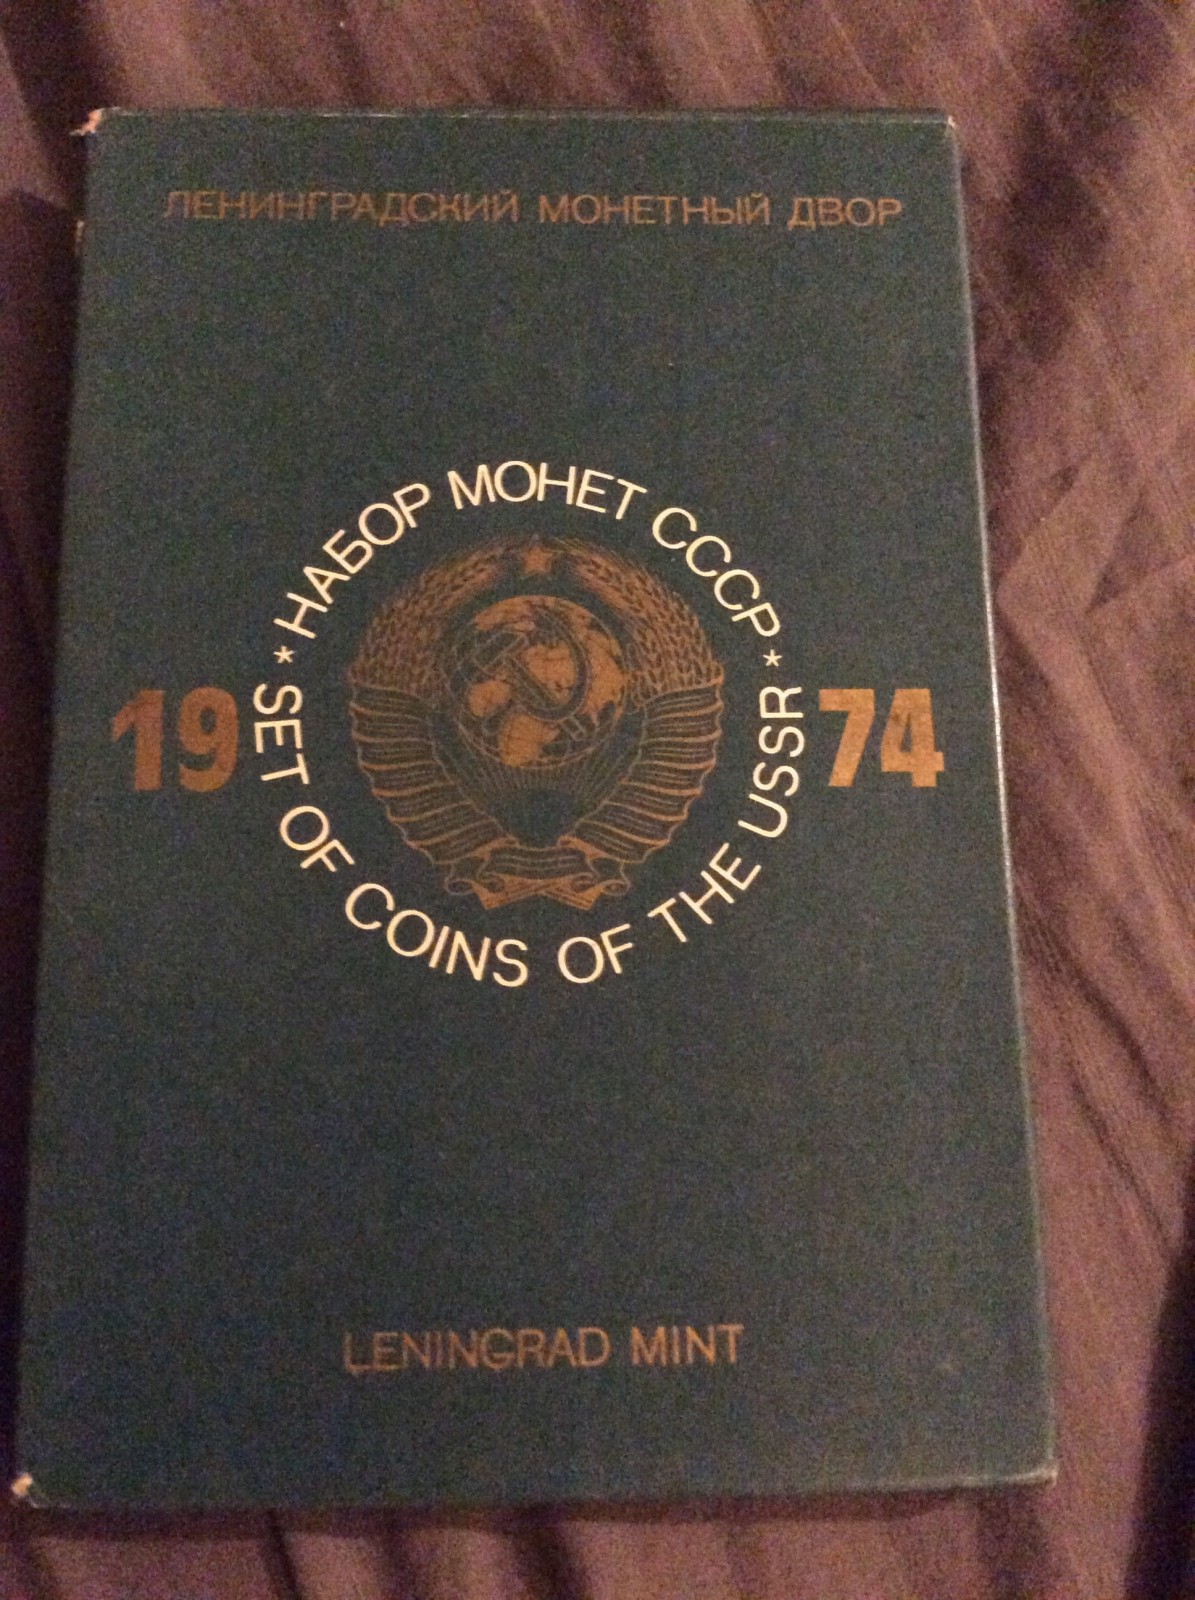 ЛЕНИНГРАДСКИЙ МОНЕТНЫЙ ДВОР
* НАБОР МОНЕТ СССР *
19 74
SET OF COINS OF THE USSR
LENINGRAD MINT